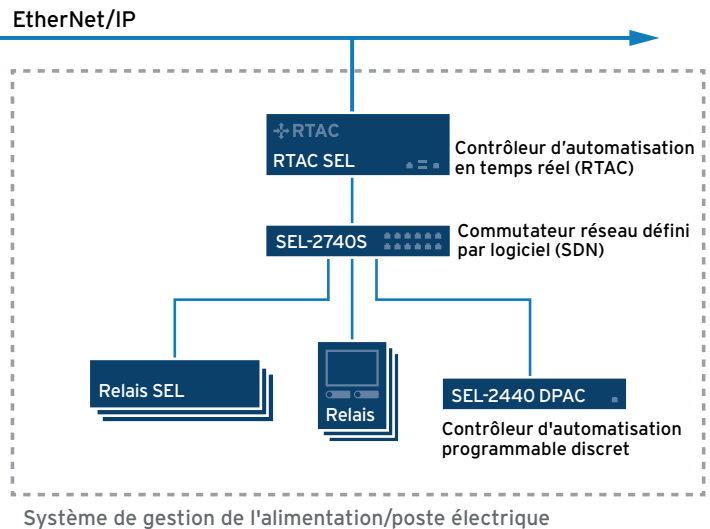 EtherNet/IP
RTAC
RTAC SEL
Contrôleur d’automatisation
en temps réel (RTAC)
SEL-2740S
Commutateur réseau défini
par logiciel (SDN)
Relais SEL
Relais
SEL-2440 DPAC
Contrôleur d'automatisation
programmable discret
Système de gestion de l'alimentation/poste électrique